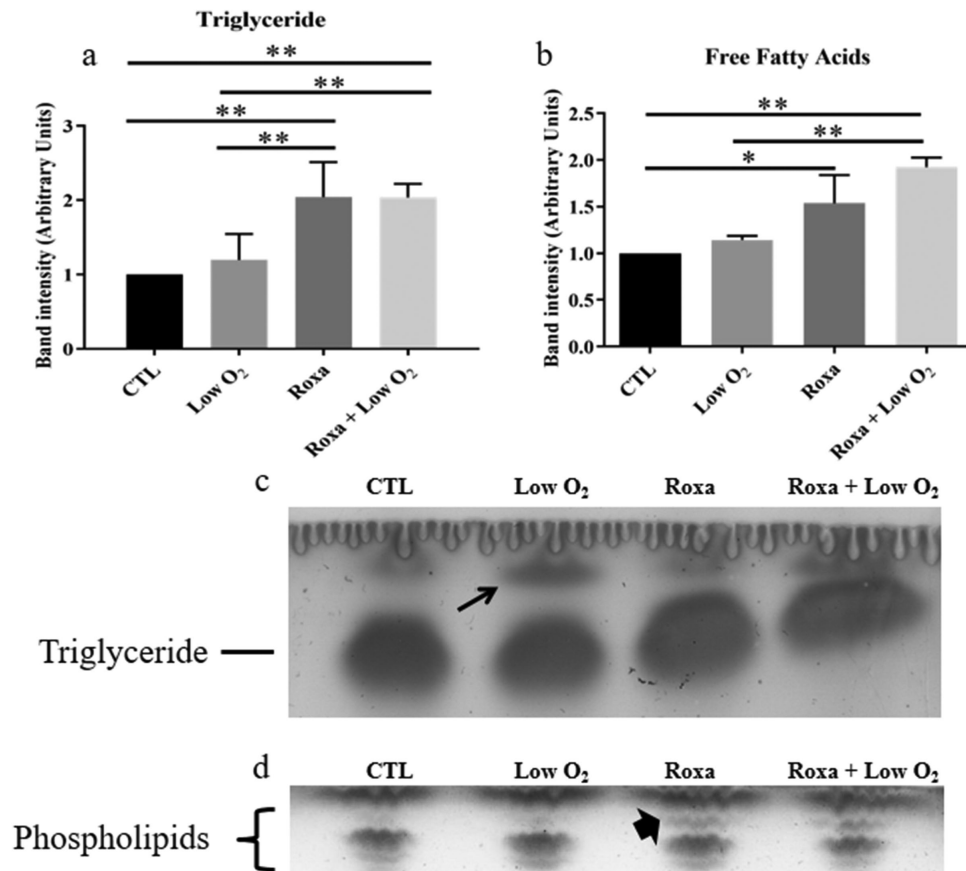 Triglyceride
a
**
**
**
**
Band intensity (Arbitrary Units)
3
2
1
0
CTL
Low O₂
Roxa
Roxa + Low O₂
b
Free Fatty Acids
**
**
*
Band intensity (Arbitrary Units)
2.5
2.0
1.5
1.0
0.5
0.0
CTL
Low O₂
Roxa
Roxa + Low O₂
c
CTL Low O₂ Roxa Roxa + Low O₂
Triglyceride
d
CTL Low O₂ Roxa Roxa + Low O₂
Phospholipids